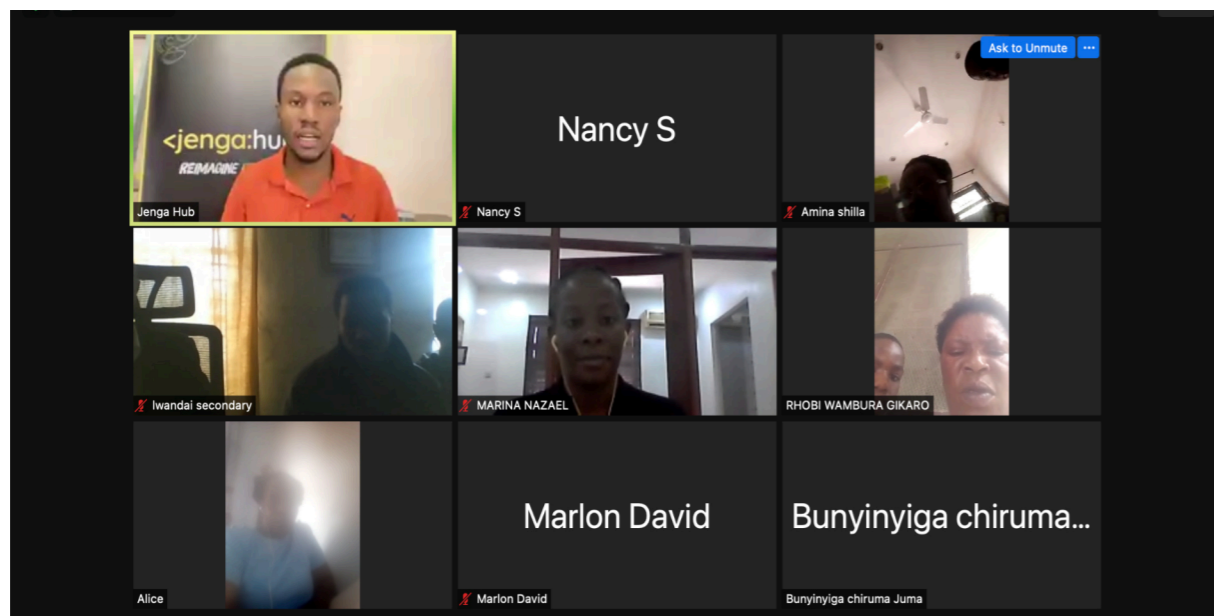 <jenga:hu
REIMAGINE
Jenga Hub
Nancy S
Nancy S
Ask to Unmute
Amina shilla
Iwandai secondary
MARINA NAZAEL
RHOBI WAMBURA GIKARO
Alice
Marlon David
Marlon David
Bunyinyiga chiruma...
Bunyinyiga chiruma Juma